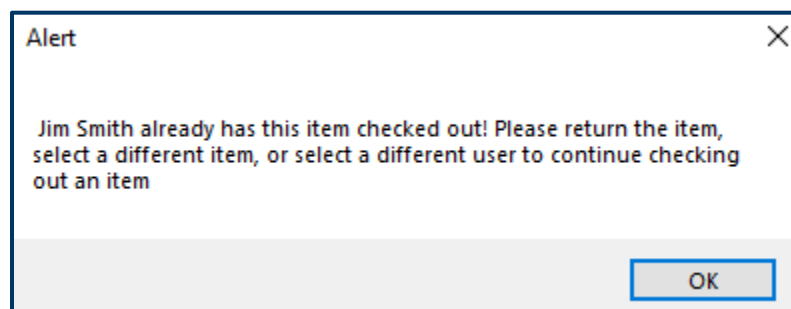 Alert
Jim Smith already has this item checked out! Please return the item,
select a different item, or select a different user to continue checking
out an item
OK